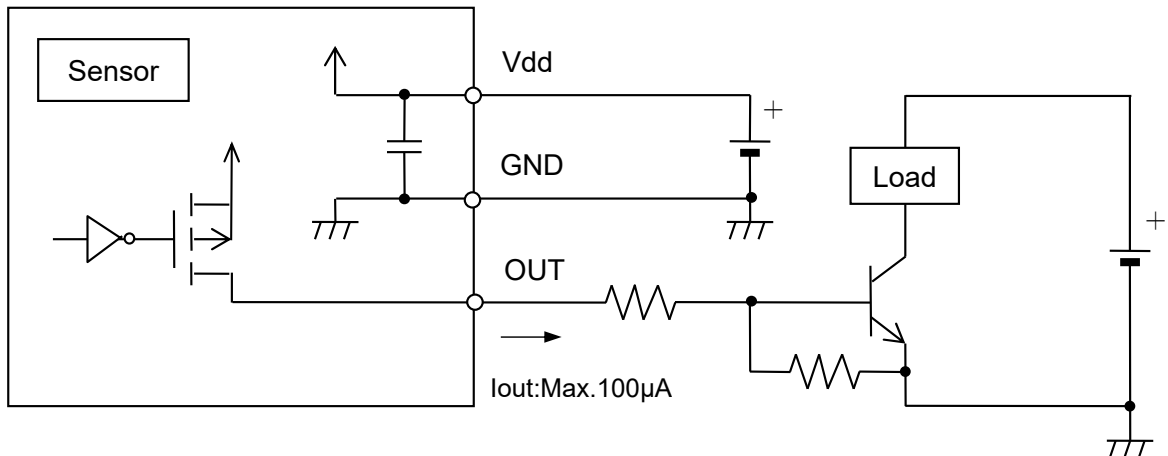 Sensor
Vdd
+
GND
Load
+
OUT
Iout:Max.100μA